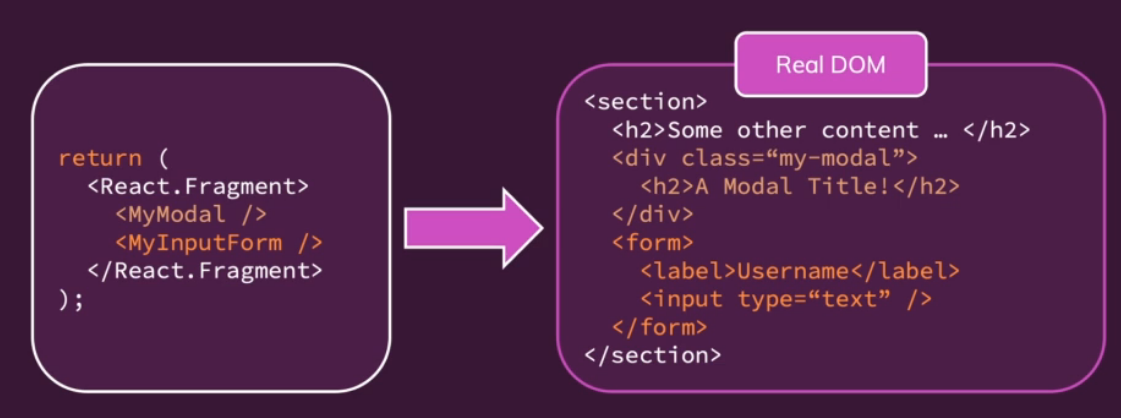 return (
<React.Fragment>
<MyModal />
<MyInputForm />
</React.Fragment>
);
Real DOM
<section>
<h2>Some other content … </h2>
<div class=“my-modal”>
<h2>A Modal Title!</h2>
</div>
<form>
<label>Username</label>
<input type=“text” />
</form>
</section>